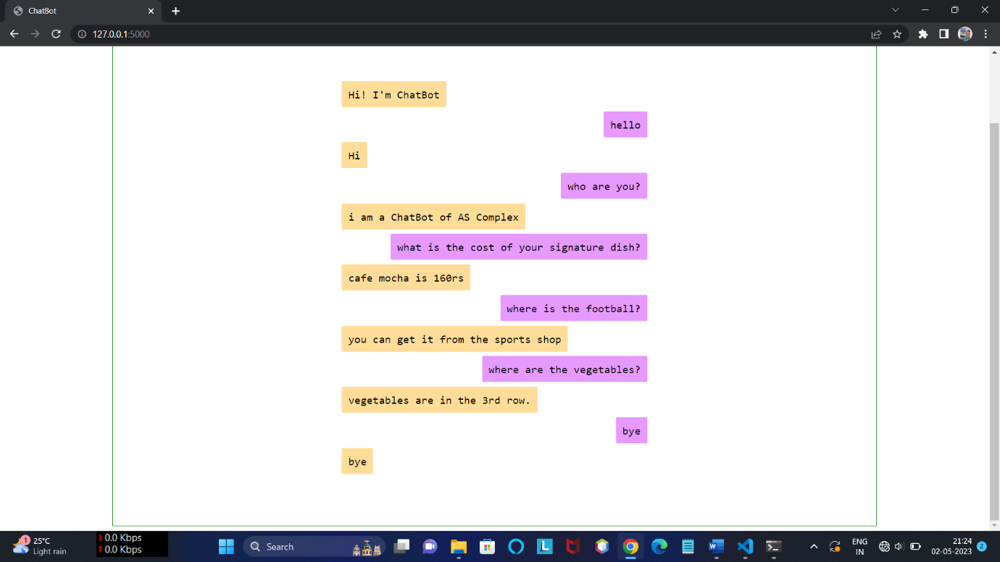 ChatBot
127.0.0.1:5000
Hi! I'm ChatBot
hello
Hi
who are you?
i am a ChatBot of AS Complex
what is the cost of your signature dish?
cafe mocha is 160rs
where is the football?
you can get it from the sports shop
where are the vegetables?
vegetables are in the 3rd row.
bye
bye
1
25°C
Light rain
0.0 Kbps
0.0 Kbps
Search
L
W
ENG
IN
21:24
02-05-2023
2